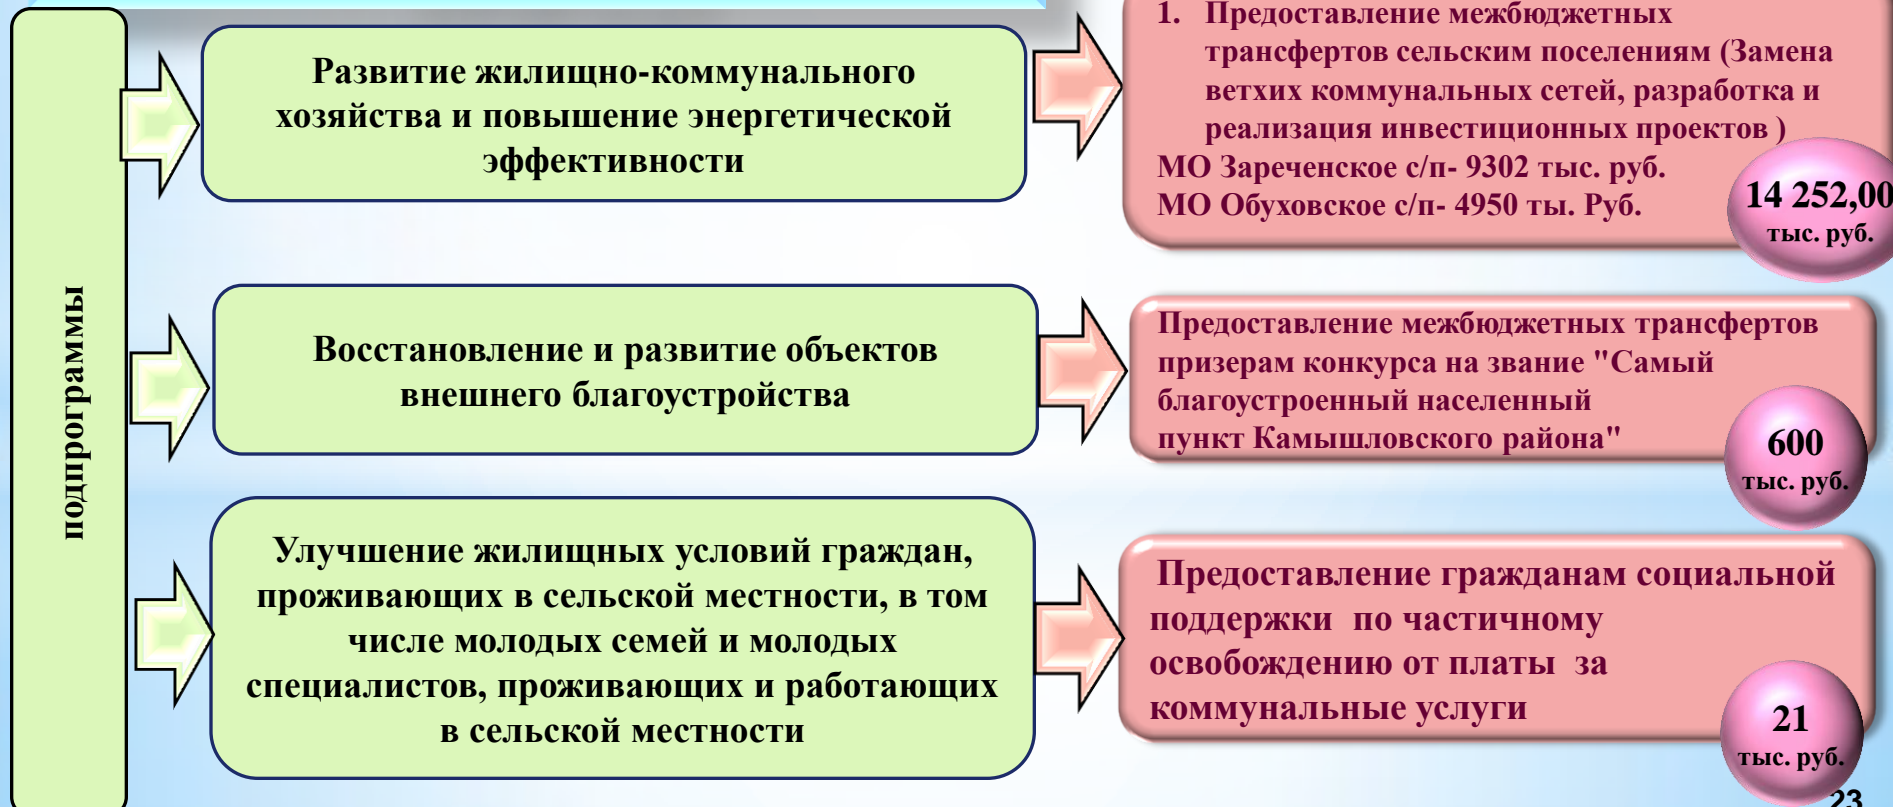 подпрограммы
Развитие жилищно-коммунального
хозяйства и повышение энергетической
эффективности
1. Предоставление межбюджетных
трансфертов сельским поселениям (Замена
ветхих коммунальных сетей, разработка и
реализация инвестиционных проектов )
МО Зареченское с/п- 9302 тыс. руб.
МО Обуховское с/п- 4950 ты. Руб.
14 252,00
тыс. руб.
Восстановление и развитие объектов
внешнего благоустройства
Предоставление межбюджетных трансфертов
призерам конкурса на звание "Самый
благоустроенный населенный
пункт Камышловского района"
600
тыс. руб.
Улучшение жилищных условий граждан,
проживающих в сельской местности, в том
числе молодых семей и молодых
специалистов, проживающих и работающих
в сельской местности
Предоставление гражданам социальной
поддержки по частичному
освобождению от платы за
коммунальные услуги
21
тыс. руб.
23